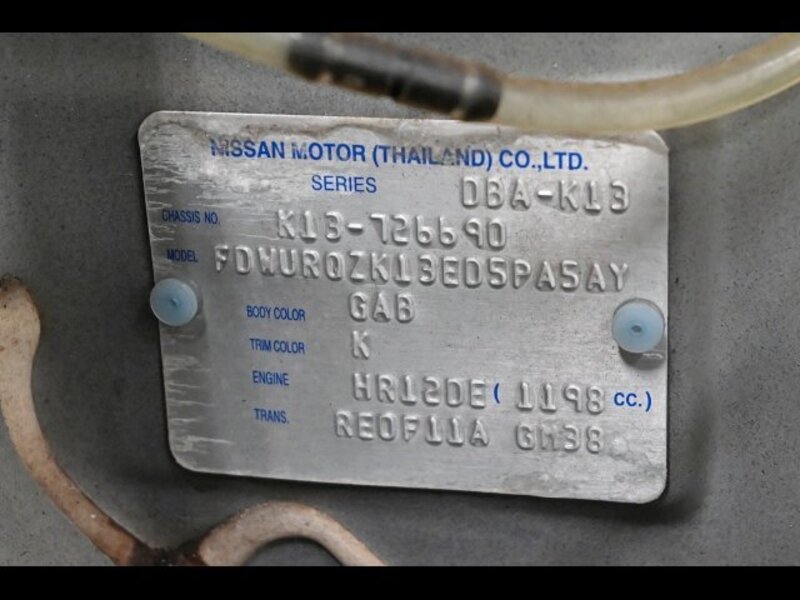 NISSAN MOTOR (THAILAND) CO.,LTD.
SERIES DBA-K13
CHASSIS NO. K13-726690
MODEL FDWURQZK13EDSPA5AY
BODY COLOR GAB
TRIM COLOR K
ENGINE HR12DE ( 1198 CC.)
TRANS. RE0F11A GM38